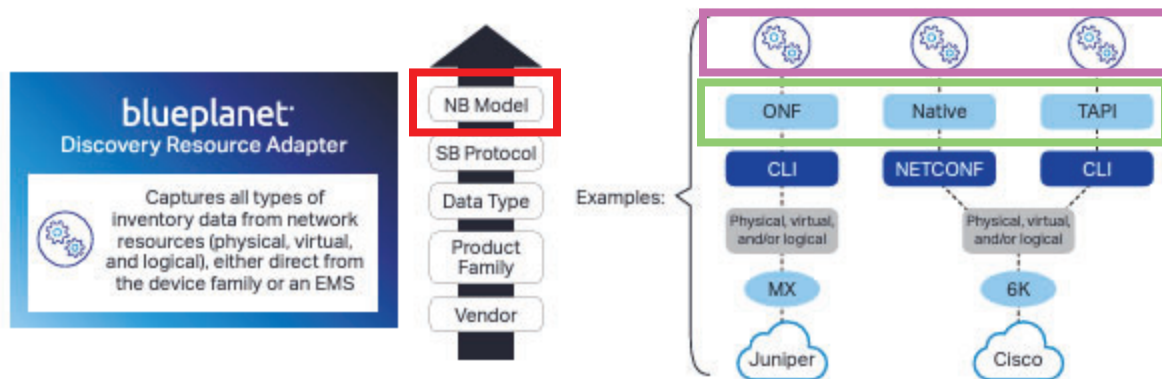 blueplanet
Discovery Resource Adapter
Captures all types of
inventory data from network
resources (physical, virtual,
and logical), either direct from
the device family or an EMS
NB Model
SB Protocol
Data Type
Product
Family
Vendor
Examples:
ONF
Native
TAPI
CLI
NETCONF
CLI
Physical, virtual,
and/or logical
Physical, virtual,
and/or logical
MX
6K
Juniper
Cisco